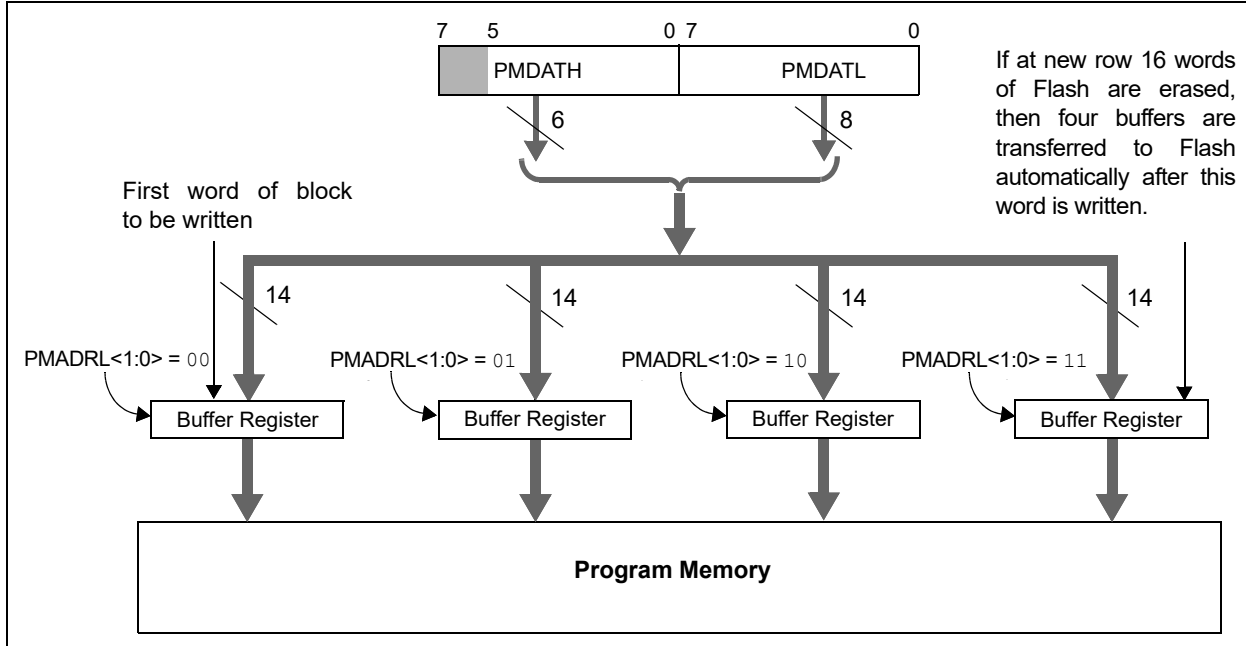 7 5 0 7 0
PMDATH PMDATL
If at new row 16 words
of Flash are erased,
then four buffers are
transferred to Flash
automatically after this
word is written.
6 8
First word of block
to be written
14 14 14 14
PMADRL<1:0> = 00 PMADRL<1:0> = 01 PMADRL<1:0> = 10 PMADRL<1:0> = 11
Buffer Register Buffer Register Buffer Register Buffer Register
Program Memory